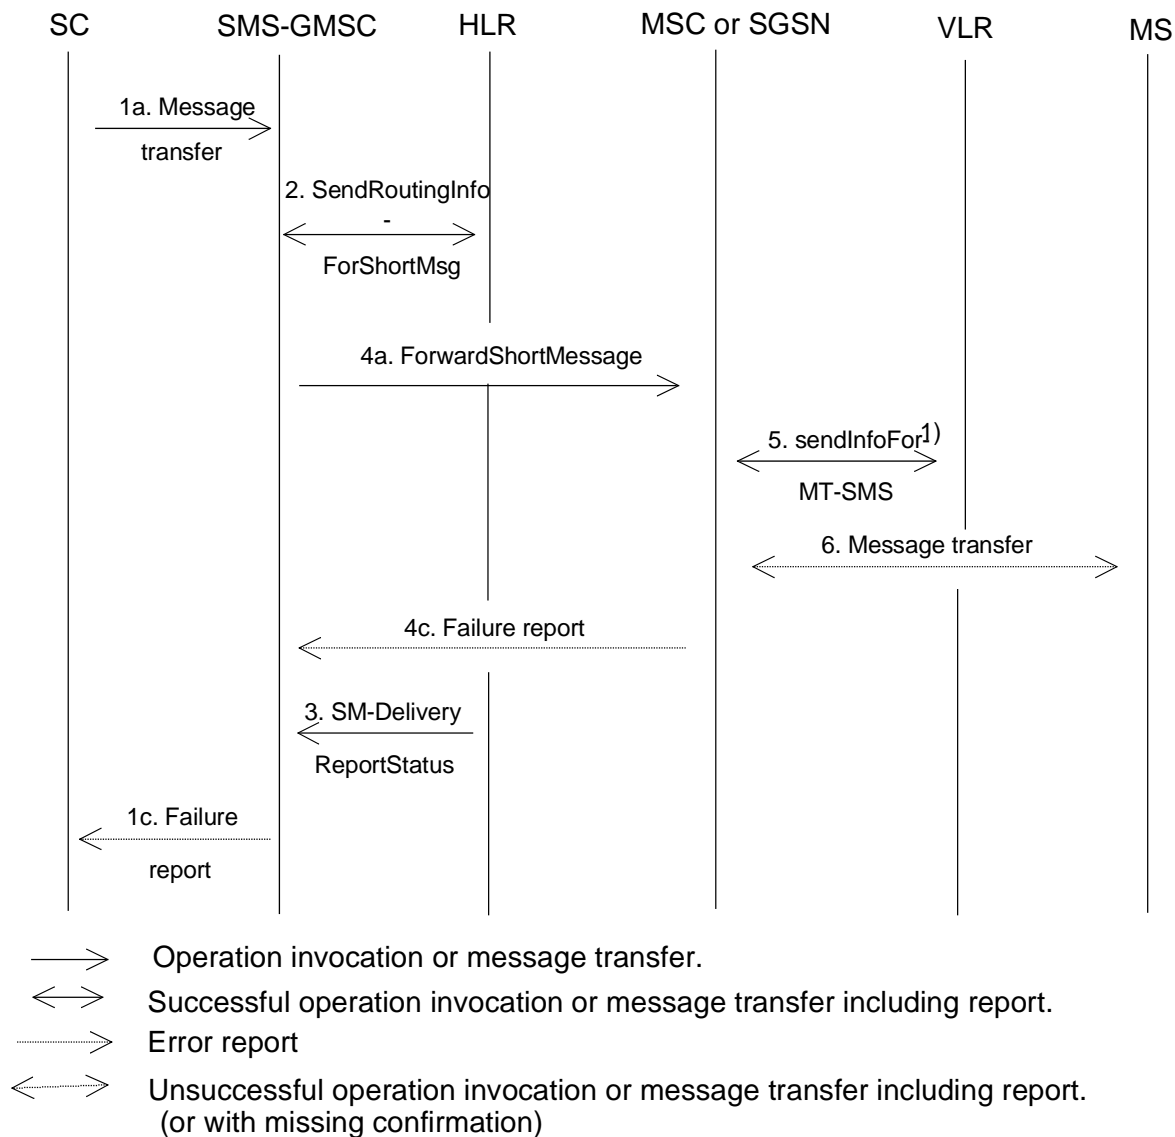 SC SMS-GMSC HLR MSC or SGSN VLR MS
1a. Message
transfer
2. SendRoutingInfo
-
ForShortMsg
4a. ForwardShortMessage
5. sendInfoFor- 1)
MT-SMS
6. Message transfer
4c. Failure report
3. SM-Delivery
ReportStatus
1c. Failure
report
Operation invocation or message transfer.
Successful operation invocation or message transfer including report.
Error report
Unsuccessful operation invocation or message transfer including report.
(or with missing confirmation)